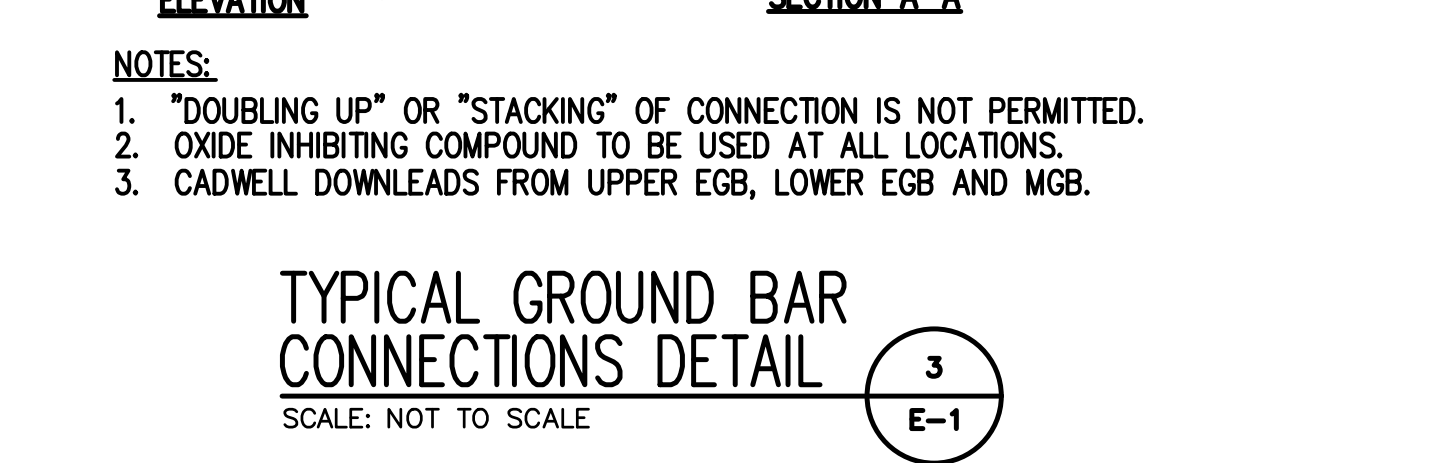 ELEVATION
SECTION A-A
NOTES:
1. "DOUBLING UP" OR "STACKING" OF CONNECTION IS NOT PERMITTED.
2. OXIDE INHIBITING COMPOUND TO BE USED AT ALL LOCATIONS.
3. CADWELL DOWNLEADS FROM UPPER EGB, LOWER EGB AND MGB.
TYPICAL GROUND BAR
CONNECTIONS DETAIL
3
E-1
SCALE: NOT TO SCALE